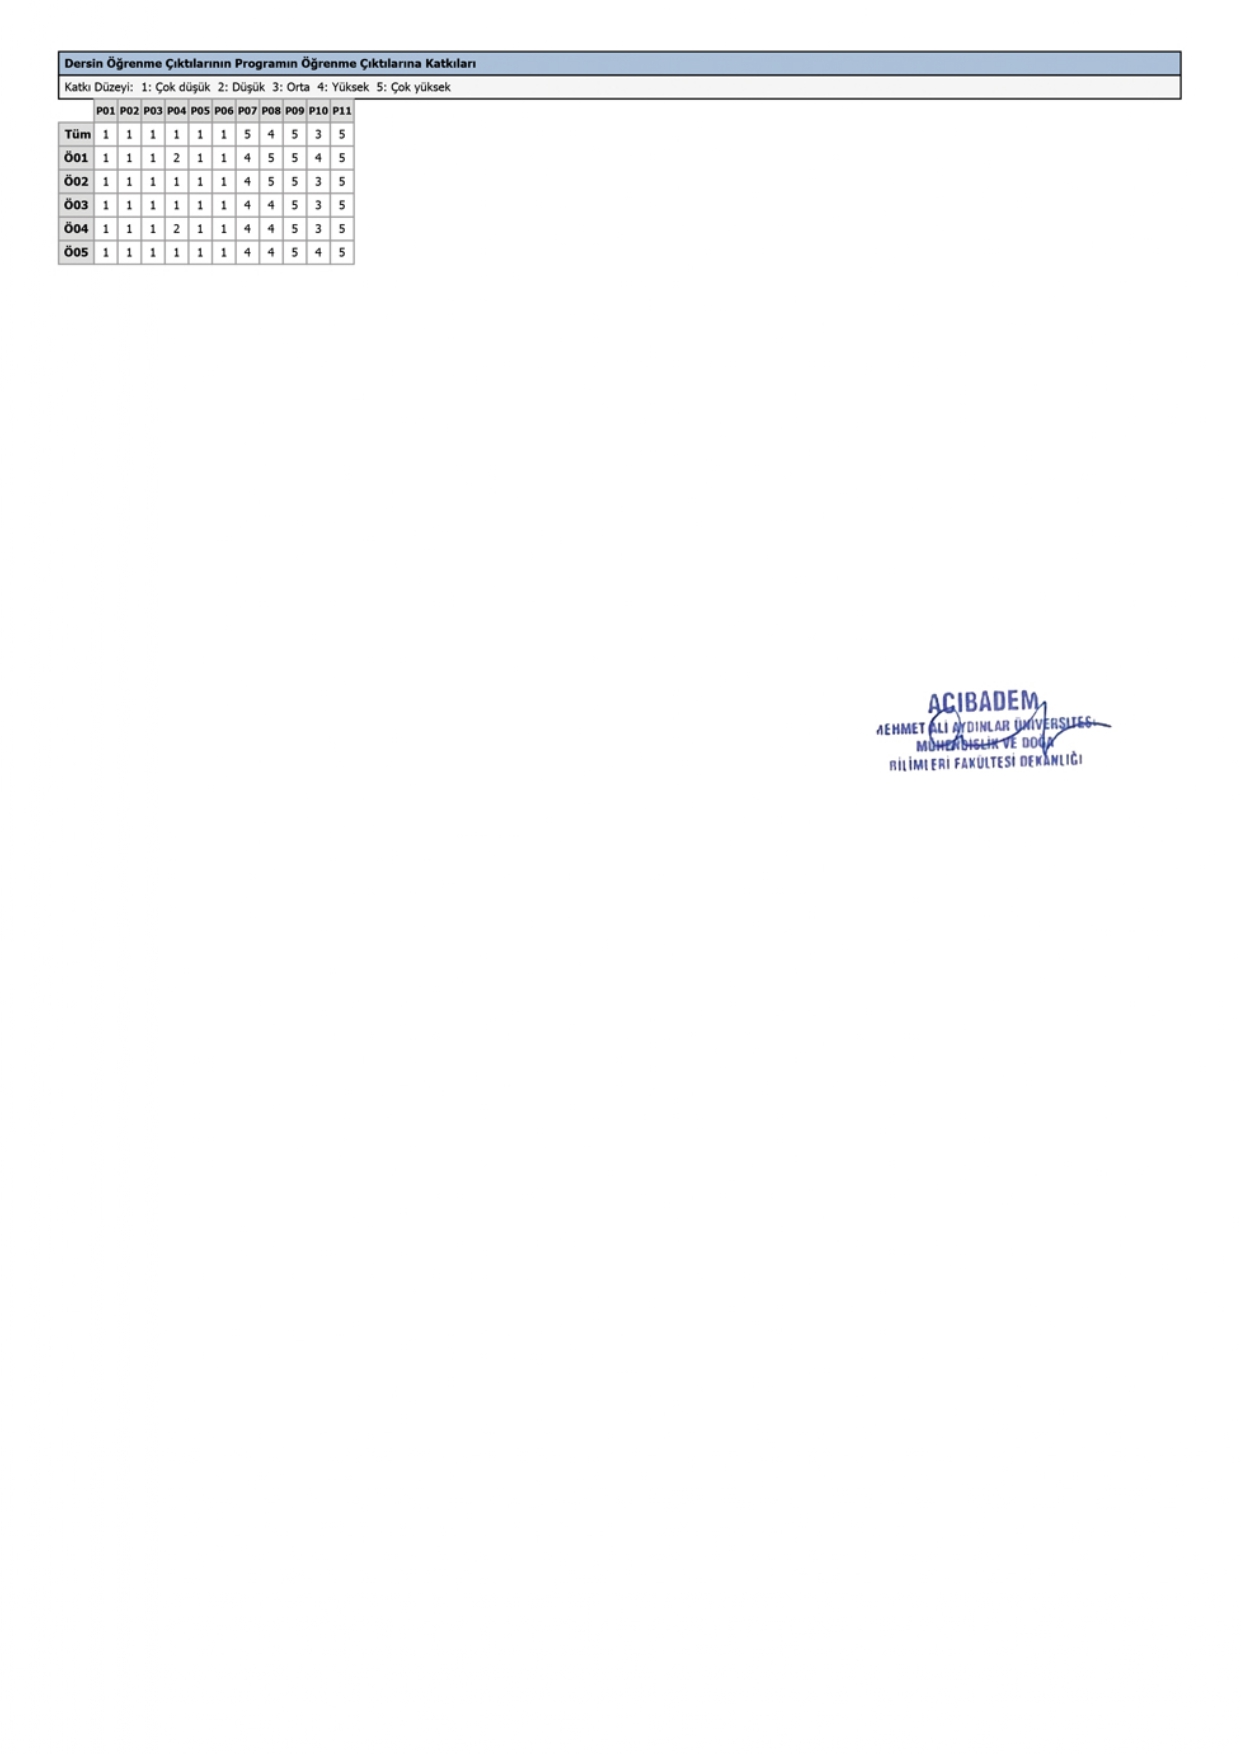 Dersin Öğrenme Çıktılarının Programın Öğrenme Çıktılarına Katkıları
Katkı Düzeyi: 1: Çok düşük 2: Düşük 3: Orta 4: Yüksek 5: Çok yüksek
P01 P02 P03 P04 P05 P06 P07 P08 P09 P10 P11
Tüm 1 1 1 1 1 1 5 4 5 3 5
Ö01 1 1 1 2 1 1 4 5 5 4 5
Ö02 1 1 1 1 1 1 4 5 5 3 5
Ö03 1 1 1 1 1 1 4 4 5 3 5
Ö04 1 1 1 2 1 1 4 4 5 3 5
Ö05 1 1 1 1 1 1 4 4 5 4 5
ACIBADEM
MEHMET ALİ AYDINLAR ÜNİVERSİTESİ
MÜHENDİSLİK VE DOĞA
BİLİMLERİ FAKÜLTESİ DEKANLIĞI